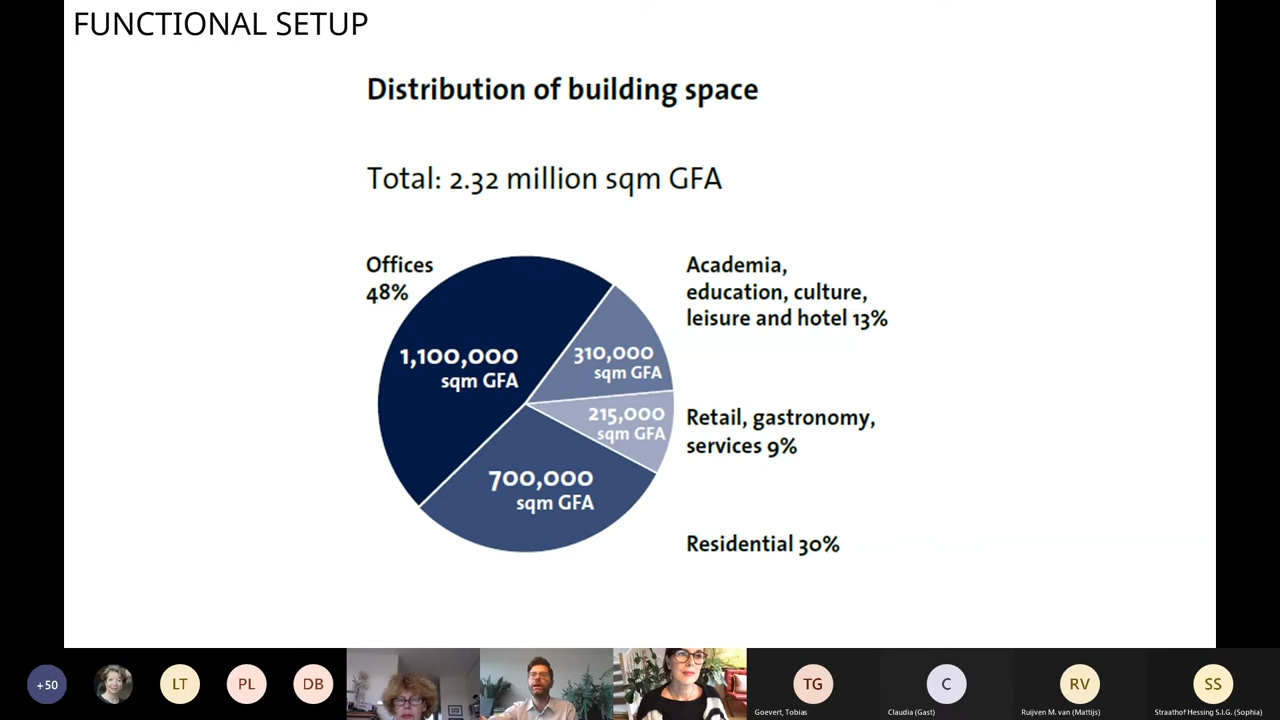 FUNCTIONAL SETUP
Distribution of building space
Total: 2.32 million sqm GFA
Offices
48%
1,100,000
sqm GFA
310,000
sqm GFA
Academia,
education, culture,
leisure and hotel 13%
215,000
sqm GFA
Retail, gastronomy,
services 9%
700,000
sqm GFA
Residential 30%
+50
LT
PL
DB
TG
C
RV
SS
Goevert, Tobias
Claudia (Gast)
Ruijven M. van (Mattijs)
Straathof Hessing S.I.G. (Sophia)